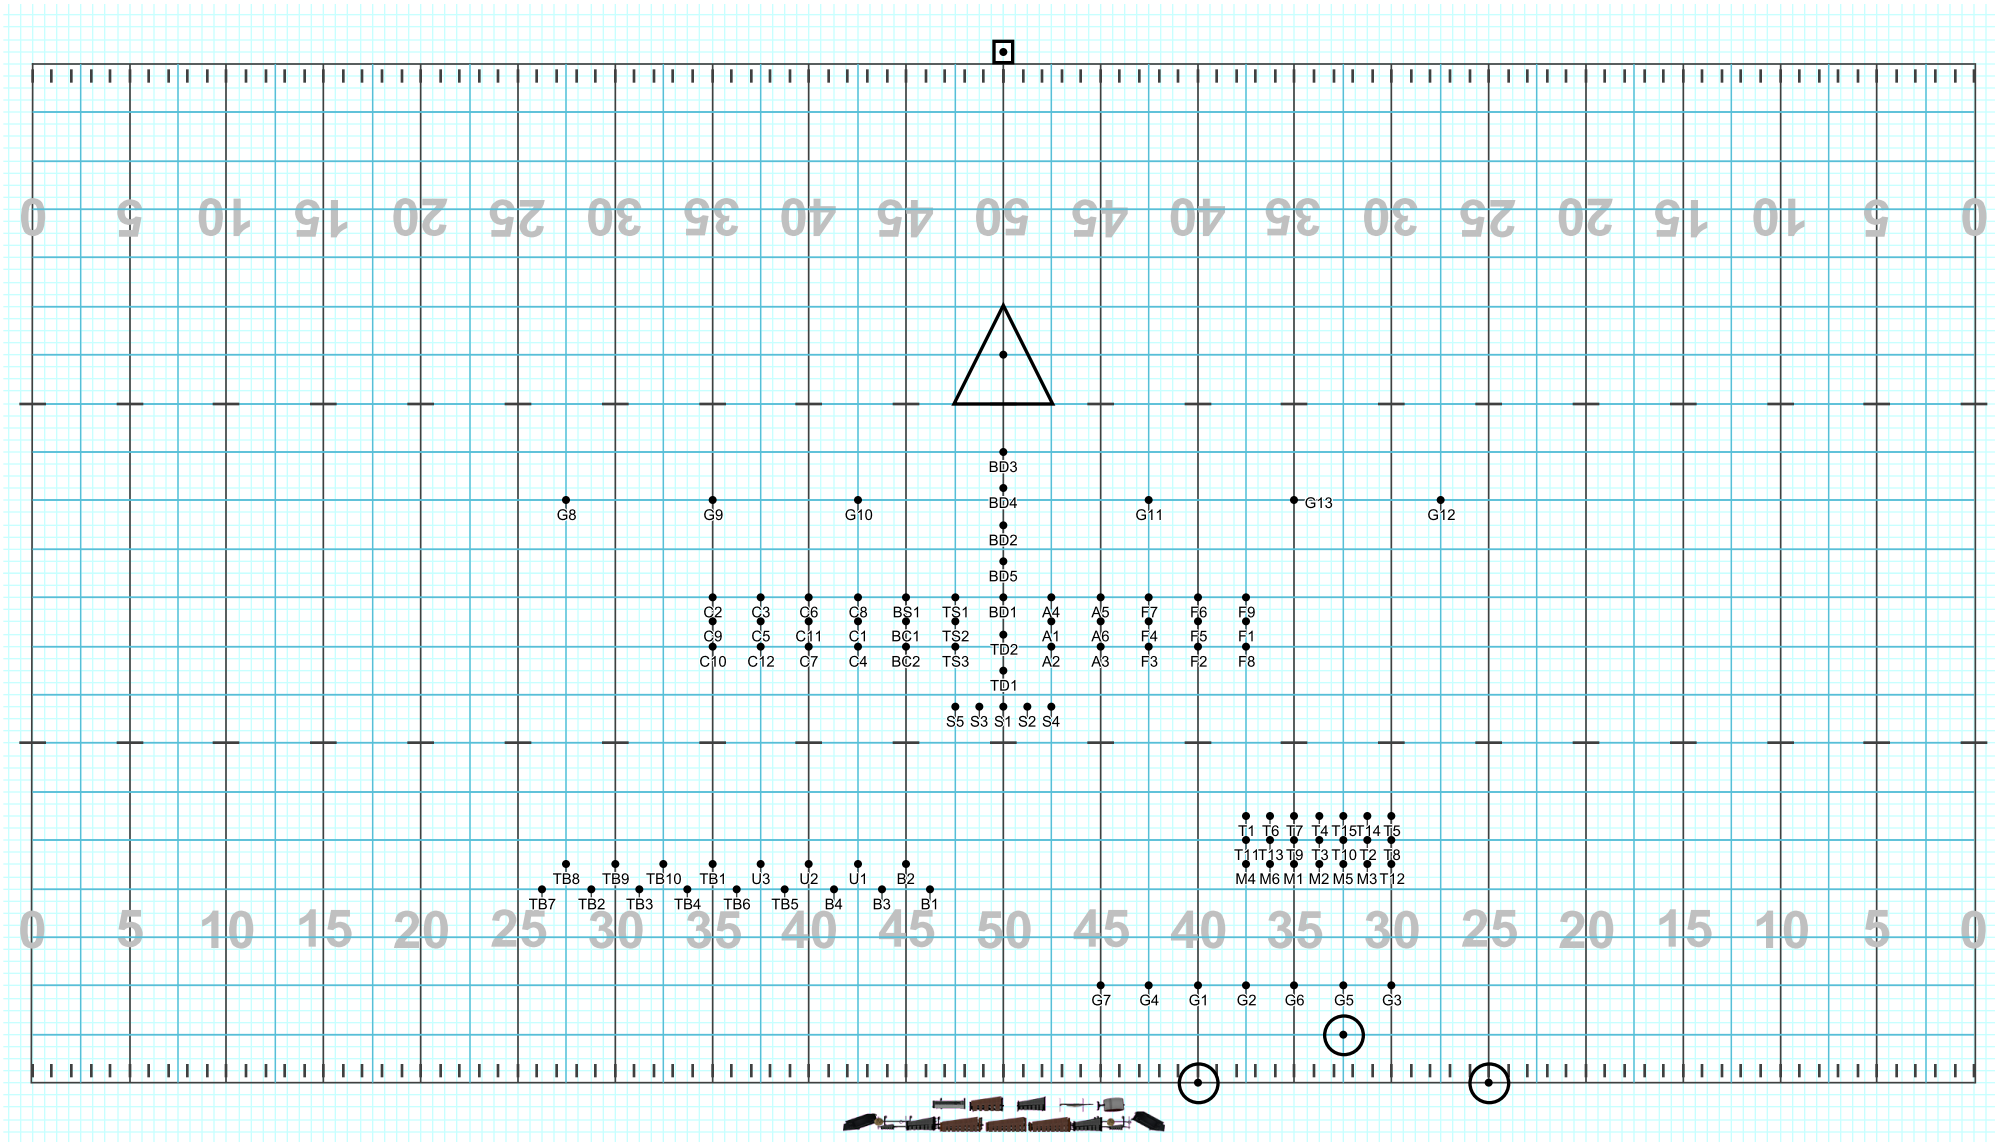 0 5 10 15 20 25 30 35 40 45 50 45 40 35 30 25 20 15 10 5 0
BD3
BD4
G8 G9 G10 G11 G13 G12
BD2
BD5
C2 C3 C6 C8 BS1 TS1 BD1 A4 A5 F7 F6 F9
C9 C5 C11 C1 BC1 TS2 A1 A6 F4 F5 F1
TD2
C10 C12 C7 C4 BC2 TS3 A2 A3 F3 F2 F8
TD1
S5 S3 S1 S2 S4
T1 T6 T7 T4 T15 T14 T5
T11 T13 T9 T3 T10 T2 T8
TB8 TB9 TB10 TB1 U3 U2 U1 B2 M4 M6 M1 M2 M5 M3 T12
TB7 TB2 TB3 TB4 TB6 TB5 B4 B3 B1
0 5 10 15 20 25 30 35 40 45 50 45 40 35 30 25 20 15 10 5 0
G7 G4 G1 G2 G6 G5 G3